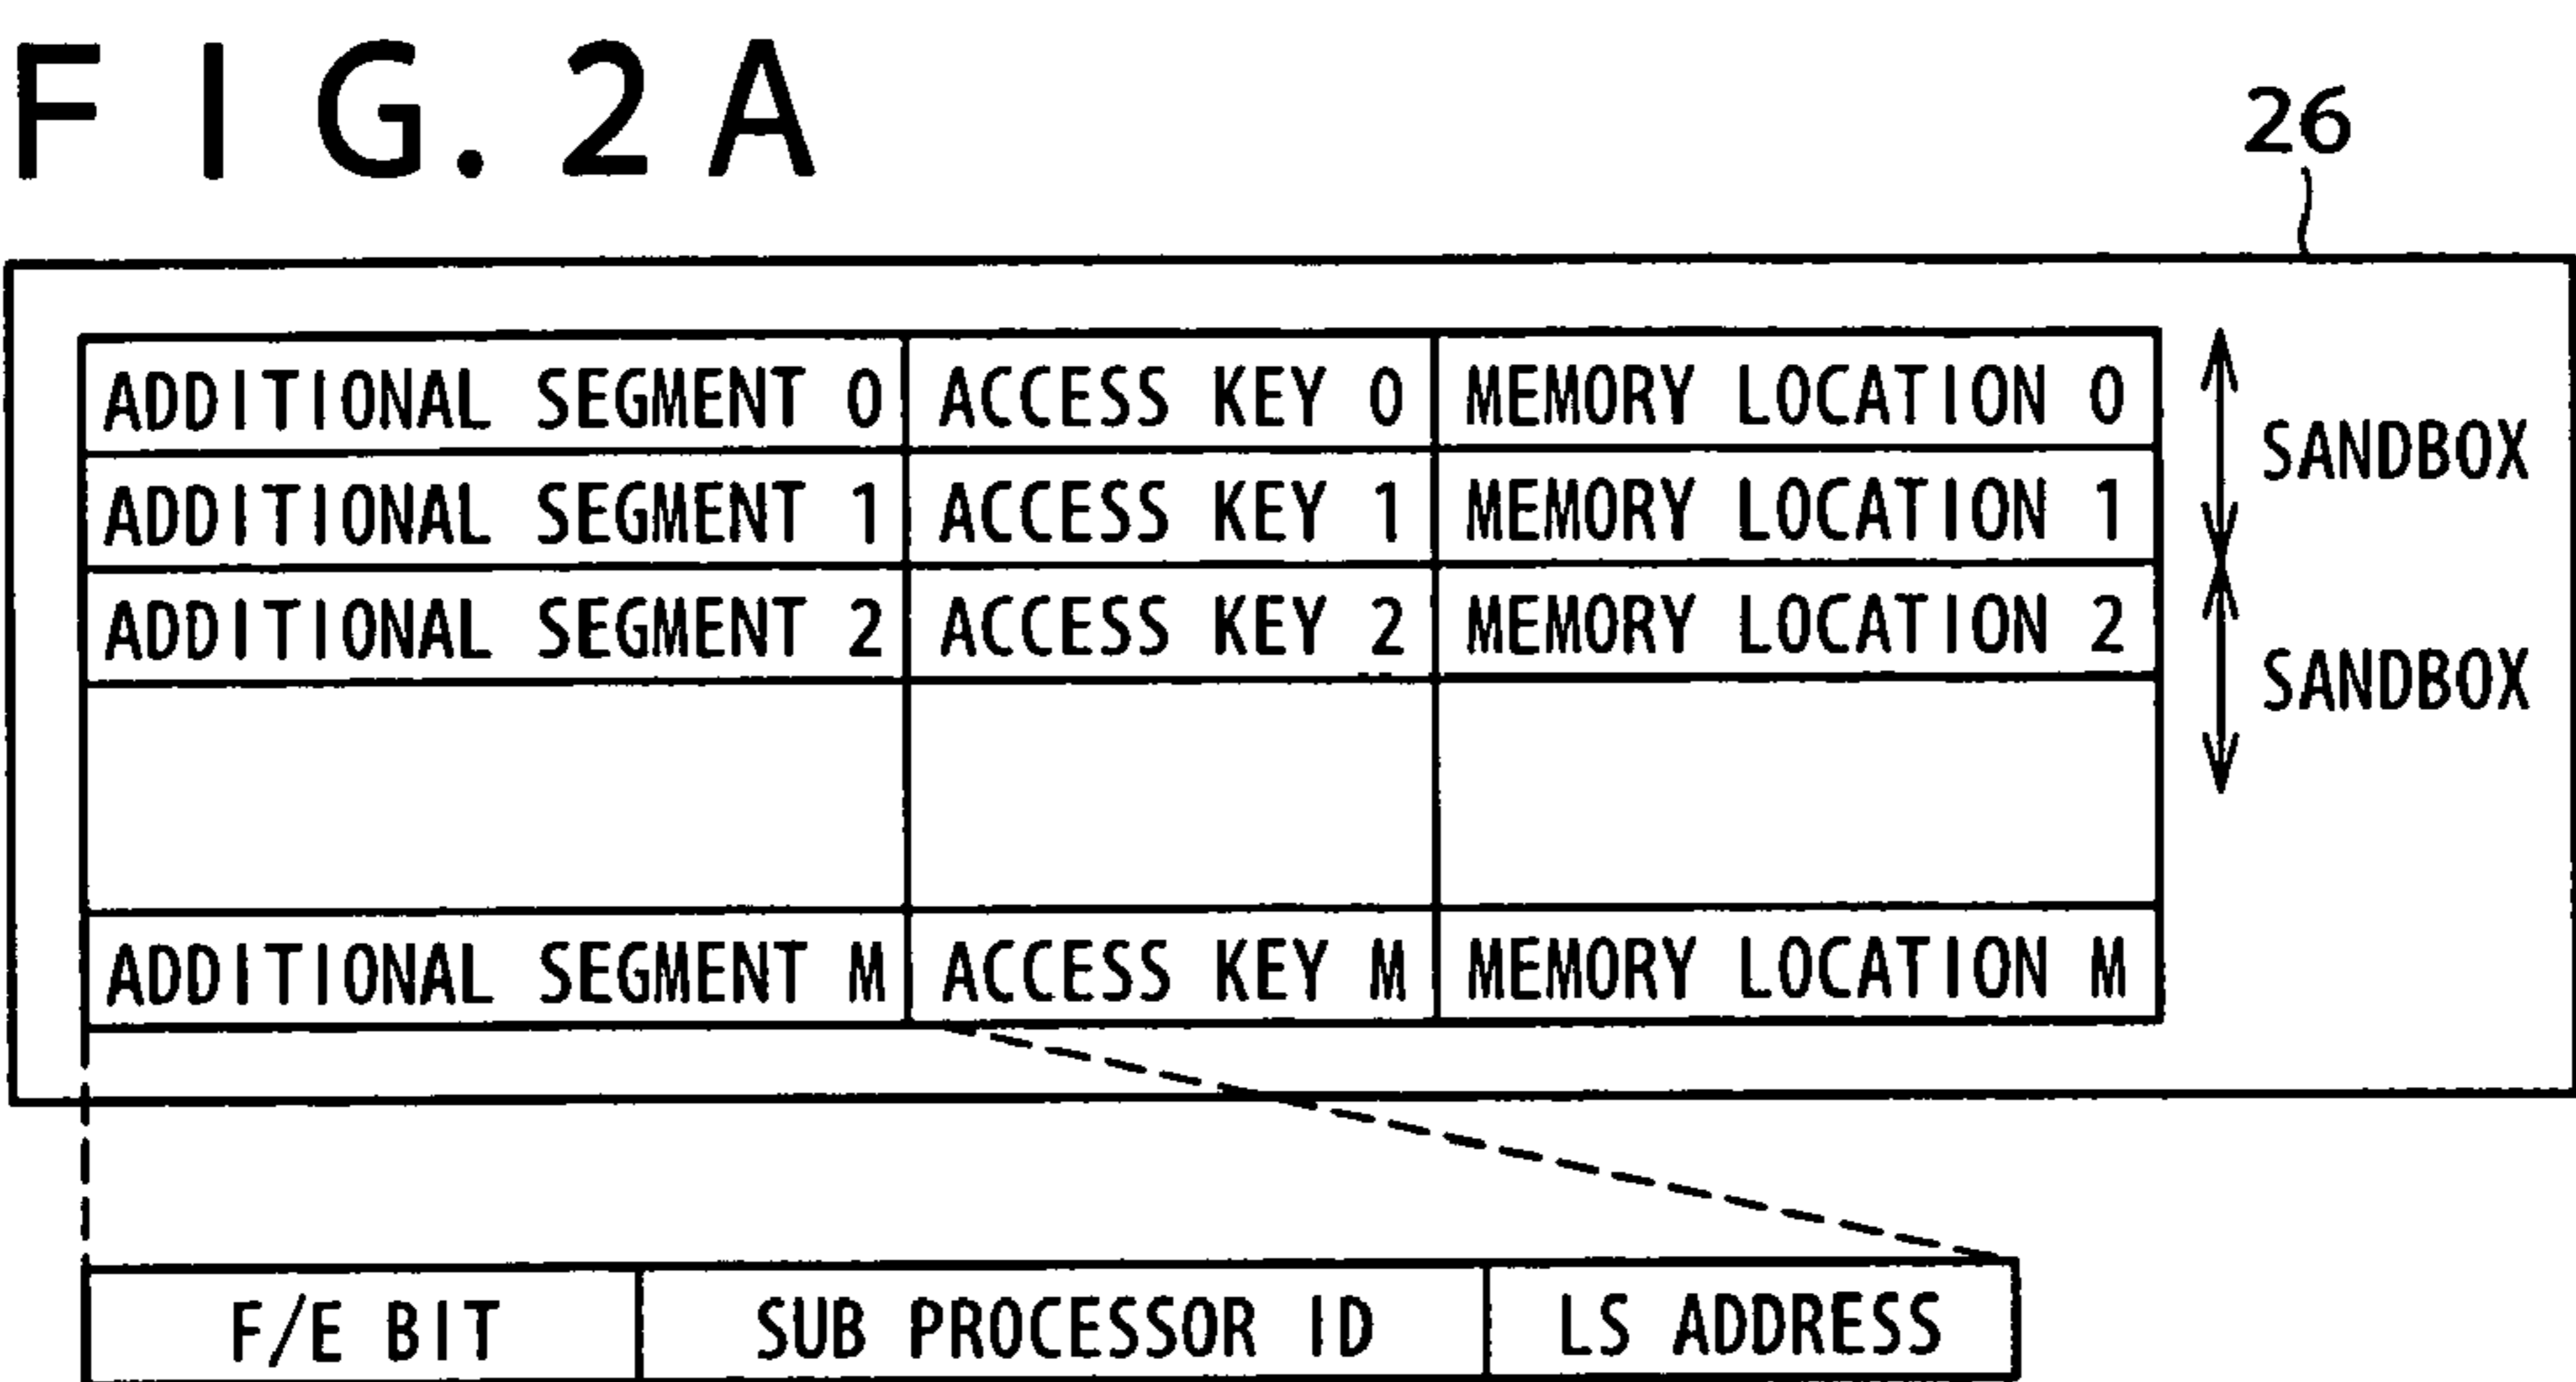 FIG. 2A
26
ADDITIONAL SEGMENT 0 ACCESS KEY 0 MEMORY LOCATION 0
SANDBOX
ADDITIONAL SEGMENT 1 ACCESS KEY 1 MEMORY LOCATION 1
ADDITIONAL SEGMENT 2 ACCESS KEY 2 MEMORY LOCATION 2
SANDBOX
ADDITIONAL SEGMENT M ACCESS KEY M MEMORY LOCATION M
F/E BIT SUB PROCESSOR ID LS ADDRESS